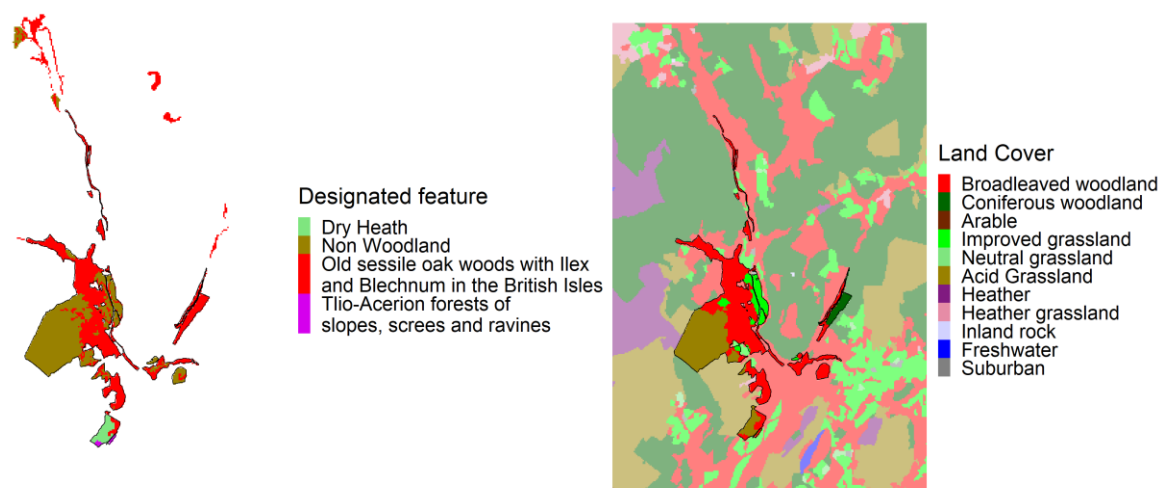 Designated feature
Dry Heath
Non Woodland
Old sessile oak woods with Ilex
and Blechnum in the British Isles
Tlio-Acerion forests of
slopes, screes and ravines
Land Cover
Broadleaved woodland
Coniferous woodland
Arable
Improved grassland
Neutral grassland
Acid Grassland
Heather
Heather grassland
Inland rock
Freshwater
Suburban